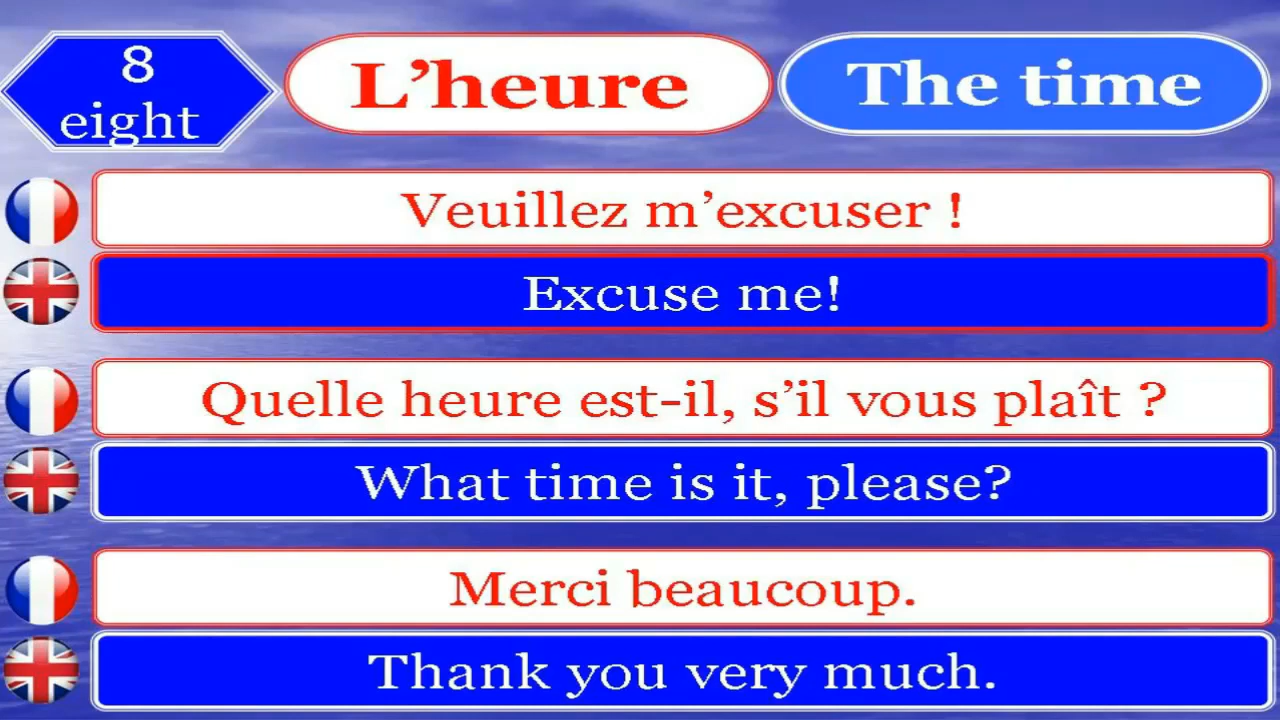 8
eight
L’heure
The time
Veuillez m’excuser !
Excuse me!
Quelle heure est-il, s’il vous plaît ?
What time is it, please?
Merci beaucoup.
Thank you very much.